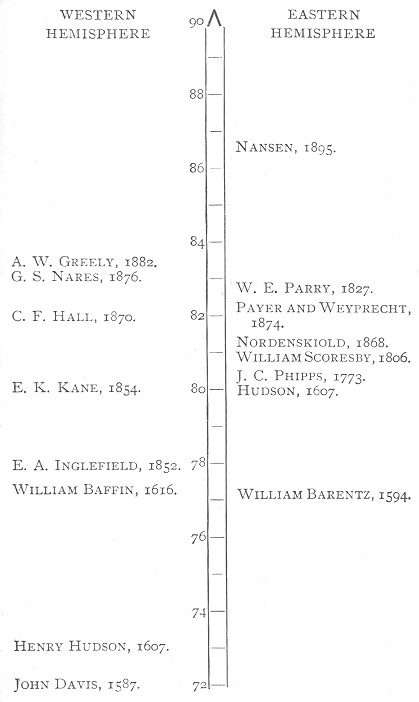 WESTERN
HEMISPHERE
EASTERN
HEMISPHERE
90
88
NANSEN, 1895.
86
84
A. W. GREELY, 1882.
G. S. NARES, 1876.
W. E. PARRY, 1827.
PAYER AND WEYPRECHT,
1874.
C. F. HALL, 1870.
82
NORDENSKIOLD, 1868.
WILLIAM SCORESBY, 1806.
J. C. PHIPPS, 1773.
E. K. KANE, 1854.
80
HUDSON, 1607.
E. A. INGLEFIELD, 1852.
78
WILLIAM BAFFIN, 1616.
WILLIAM BARENTZ, 1594.
76
74
HENRY HUDSON, 1607.
JOHN DAVIS, 1587.
72